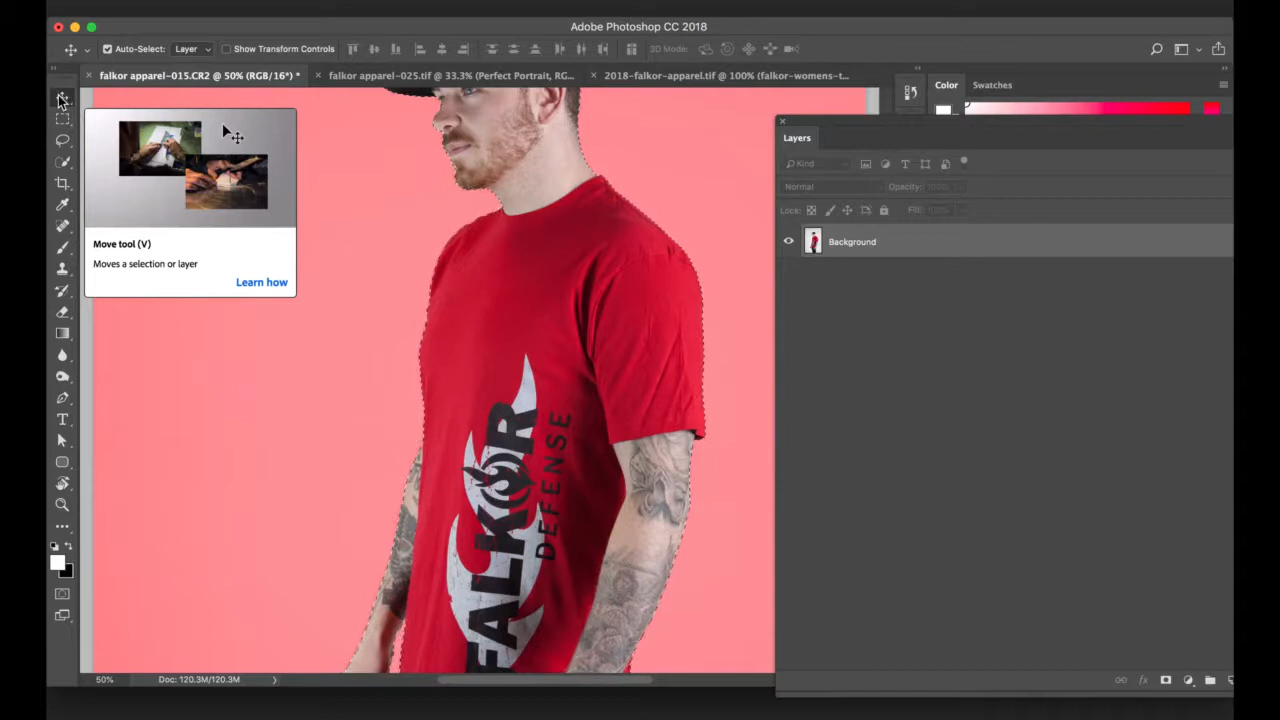 Adobe Photoshop CC 2018
Auto-Select: Layer Show Transform Controls 3D Mode:
falkor apparel-015.CR2 @ 50% (RGB/16*) * falkor apparel-025.tif @ 33.3% (Perfect Portrait, RG... 2018-falkor-apparel.tif @ 100% (falkor-womens-t...
Color Swatches
Layers
Kind
Normal Opacity: 100%
Lock: Fill: 100%
Background
Move tool (V)
Moves a selection or layer
Learn how
FALKOR
DEFENSE
50% Doc: 120.3M/120.3M